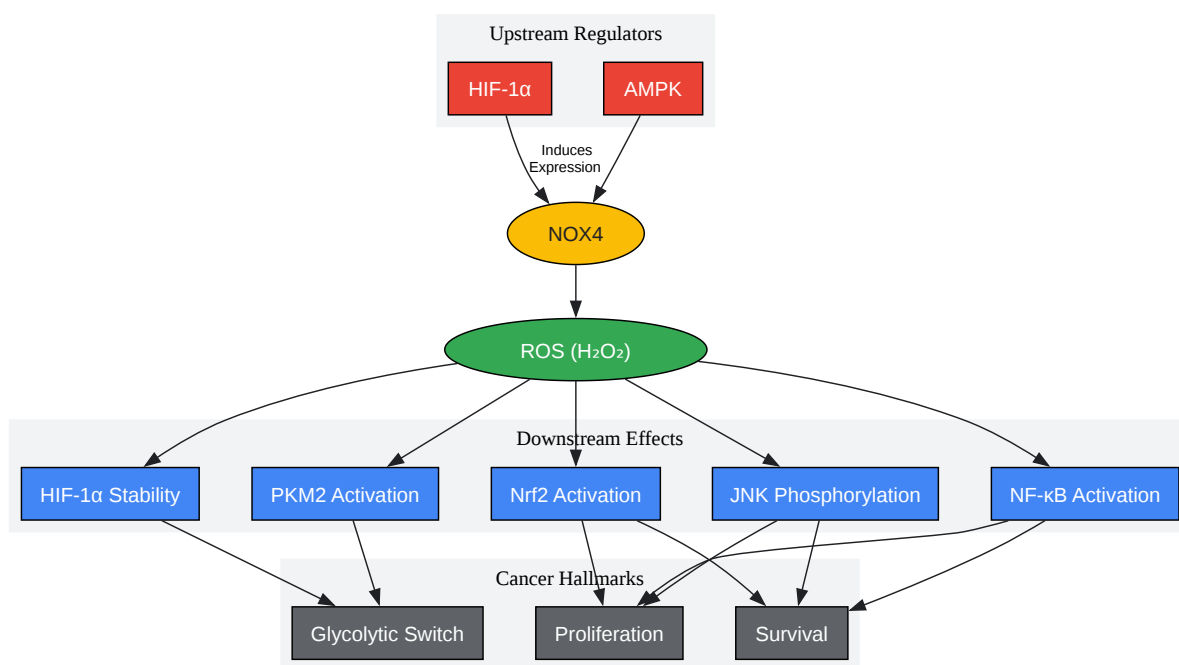 Upstream Regulators
HIF-1α
AMPK
Induces
Expression
NOX4
ROS (H₂O₂)
Downstream Effects
HIF-1α Stability
PKM2 Activation
Nrf2 Activation
JNK Phosphorylation
NF-κB Activation
Cancer Hallmarks
Glycolytic Switch
Proliferation
Survival